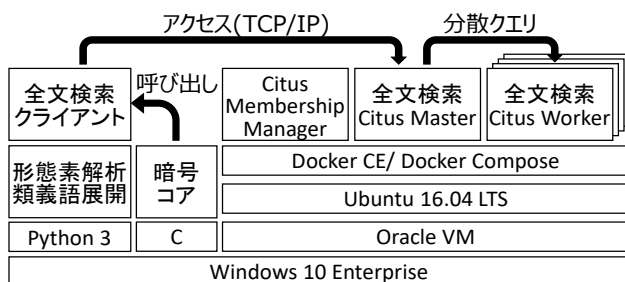 アクセス(TCP/IP)
分散クエリ
全文検索
クライアント
呼び出し
Citus
Membership
Manager
全文検索
Citus Master
全文検索
Citus Worker
形態素解析
類義語展開
暗号
コア
Docker CE/ Docker Compose
Ubuntu 16.04 LTS
Python 3
C
Oracle VM
Windows 10 Enterprise